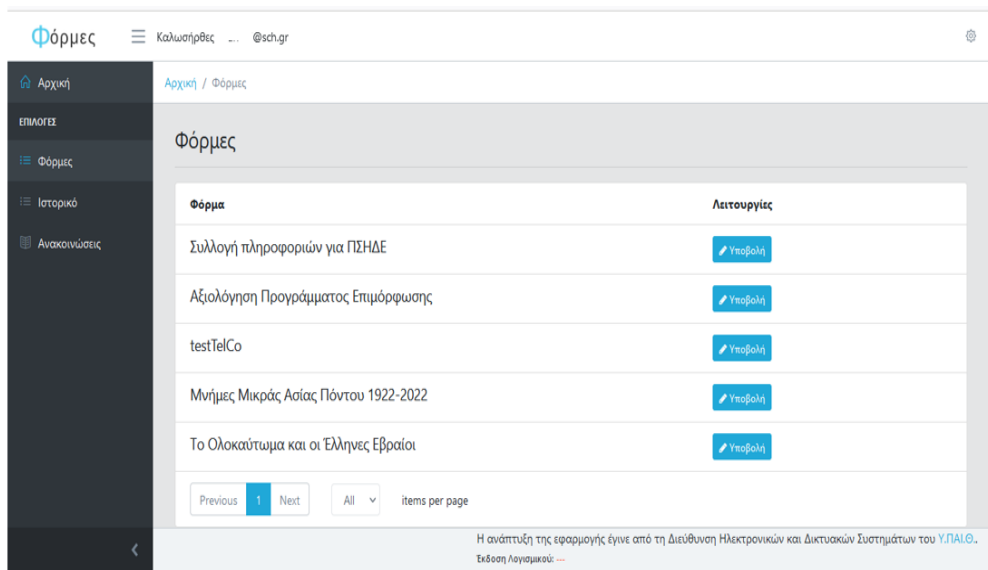 Φόρμες
Καλωσήρθες ... @sch.gr
Αρχική
Αρχική / Φόρμες
ΕΠΙΛΟΓΕΣ
Φόρμες
Φόρμες
Ιστορικό
Ανακοινώσεις
Φόρμα Λειτουργίες
Συλλογή πληροφοριών για ΠΣΗΔΕ Υποβολή
Αξιολόγηση Προγράμματος Επιμόρφωσης Υποβολή
testTelCo Υποβολή
Μνήμες Μικράς Ασίας Πόντου 1922-2022 Υποβολή
Το Ολοκαύτωμα και οι Έλληνες Εβραίοι Υποβολή
Previous 1 Next All items per page
Η ανάπτυξη της εφαρμογής έγινε από τη Διεύθυνση Ηλεκτρονικών και Δικτυακών Συστημάτων του Υ.ΠΑΙ.Θ..
Έκδοση Λογισμικού: ---